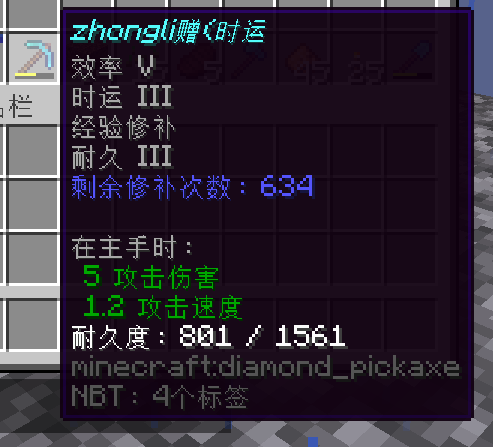 zhongli赠<时运
效率 V
时运 III
经验修补
耐久 III
剩余修补次数：634
在主手时：
5 攻击伤害
1.2 攻击速度
耐久度：801 / 1561
minecraft:diamond_pickaxe
NBT：4个标签
栏